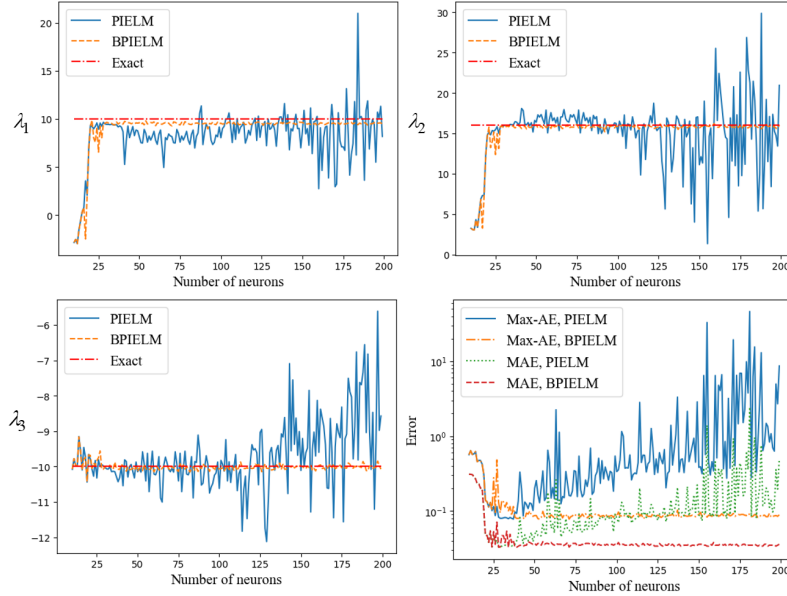 20
15
10
5
0
λ1
PIELM
BPIELM
Exact
25 50 75 100 125 150 175 200
Number of neurons
30
25
20
15
10
5
0
λ2
PIELM
BPIELM
Exact
25 50 75 100 125 150 175 200
Number of neurons
−6
−7
−8
−9
−10
−11
−12
λ3
PIELM
BPIELM
Exact
25 50 75 100 125 150 175 200
Number of neurons
10^1
10^0
10^−1
Error
Max-AE, PIELM
Max-AE, BPIELM
MAE, PIELM
MAE, BPIELM
25 50 75 100 125 150 175 200
Number of neurons